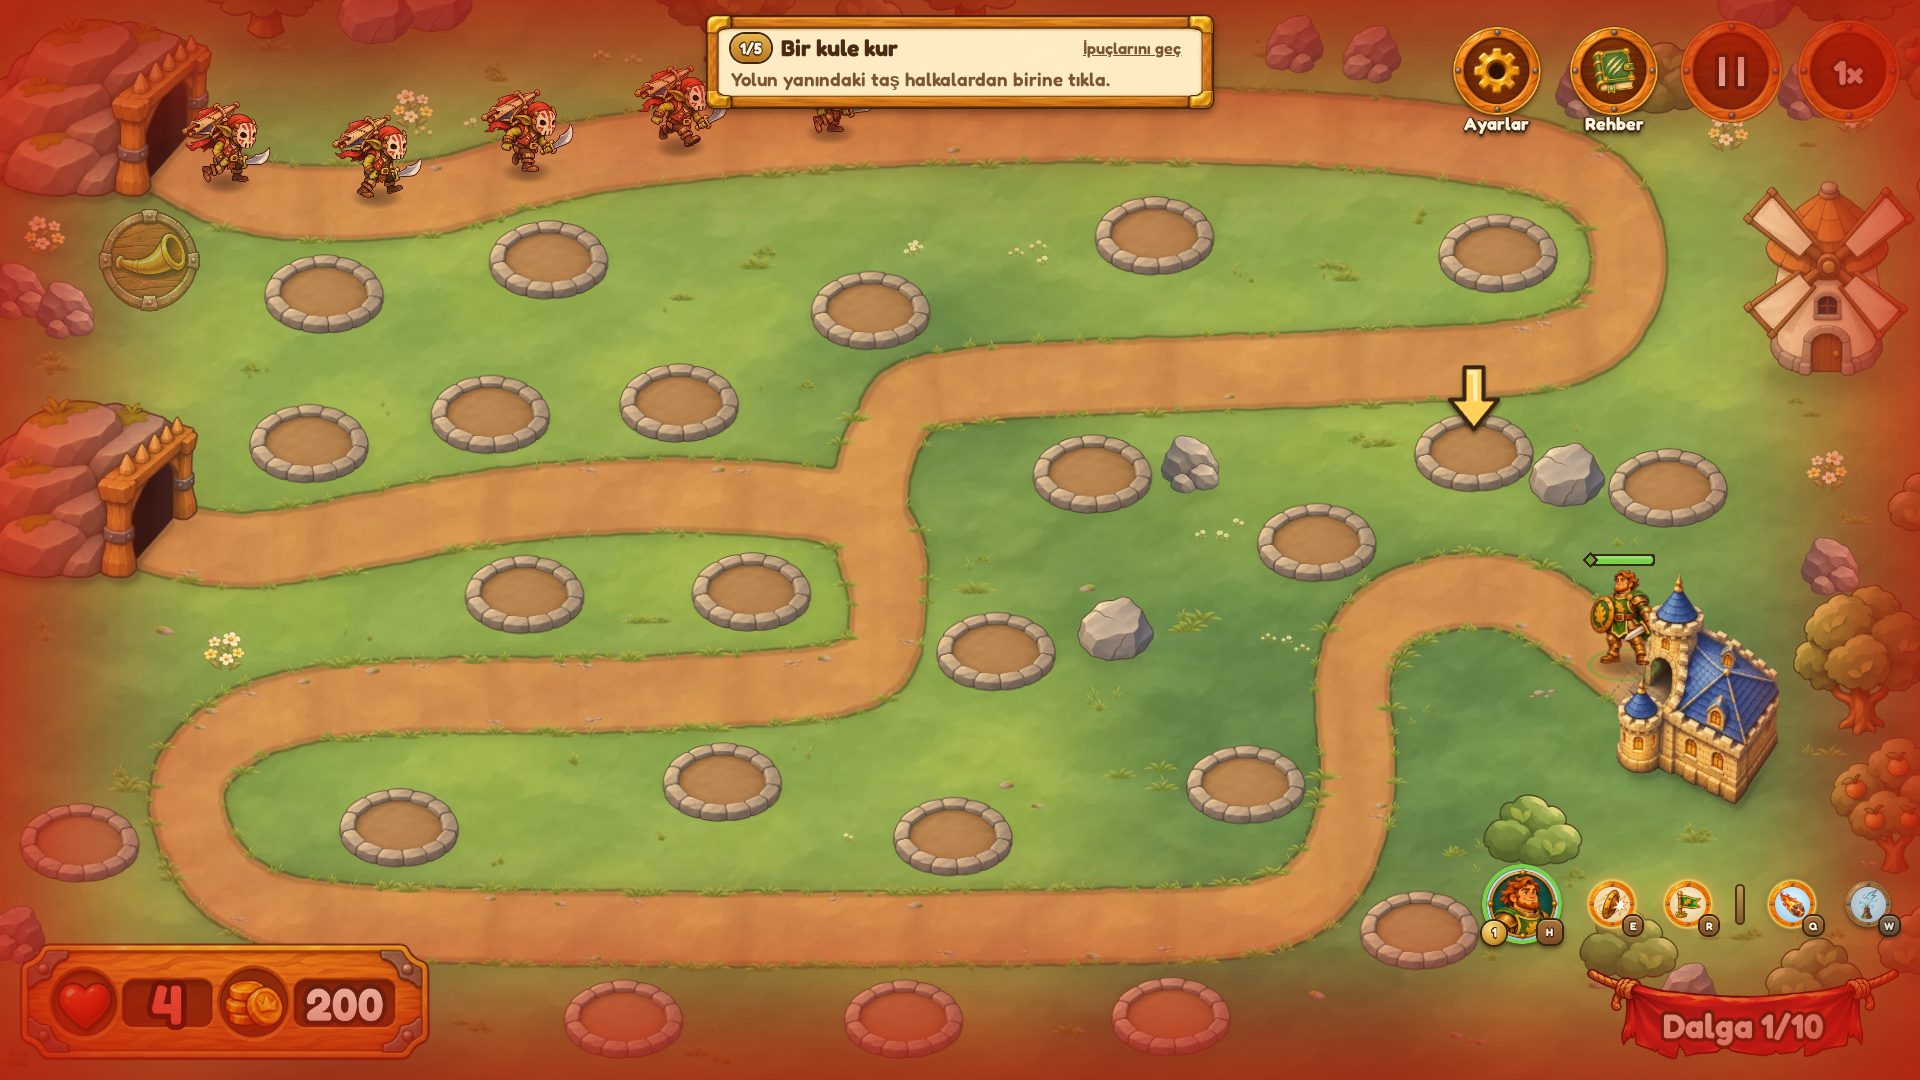 1/5 Bir kule kur İpuçlarını geç
Yolun yanındaki taş halkalardan birine tıkla.
1x
Ayarlar
Rehber
1
H
E
R
Q
W
4
200
Dalga 1/10